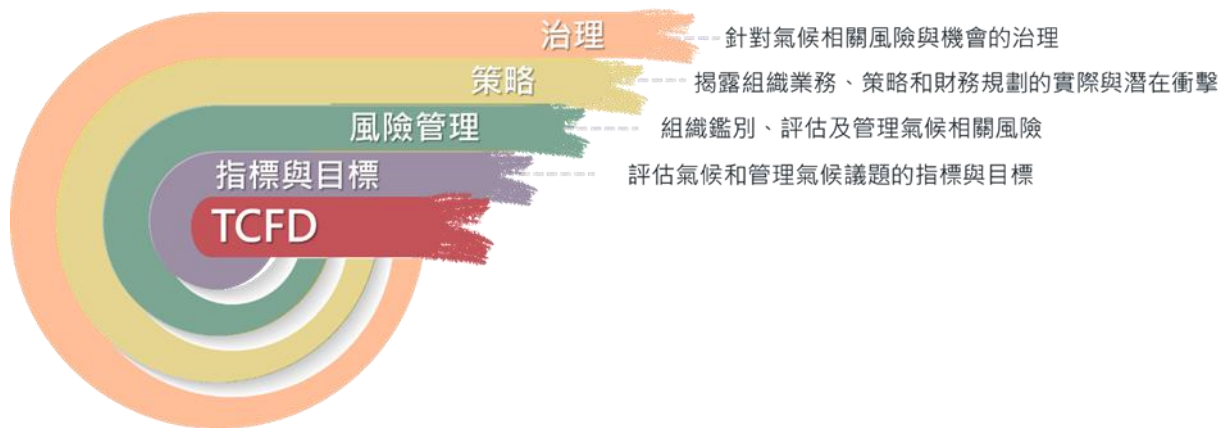 治理
針對氣候相關風險與機會的治理
策略
揭露組織業務、策略和財務規劃的實際與潛在衝擊
風險管理
組織鑑別、評估及管理氣候相關風險
指標與目標
評估氣候和管理氣候議題的指標與目標
TCFD